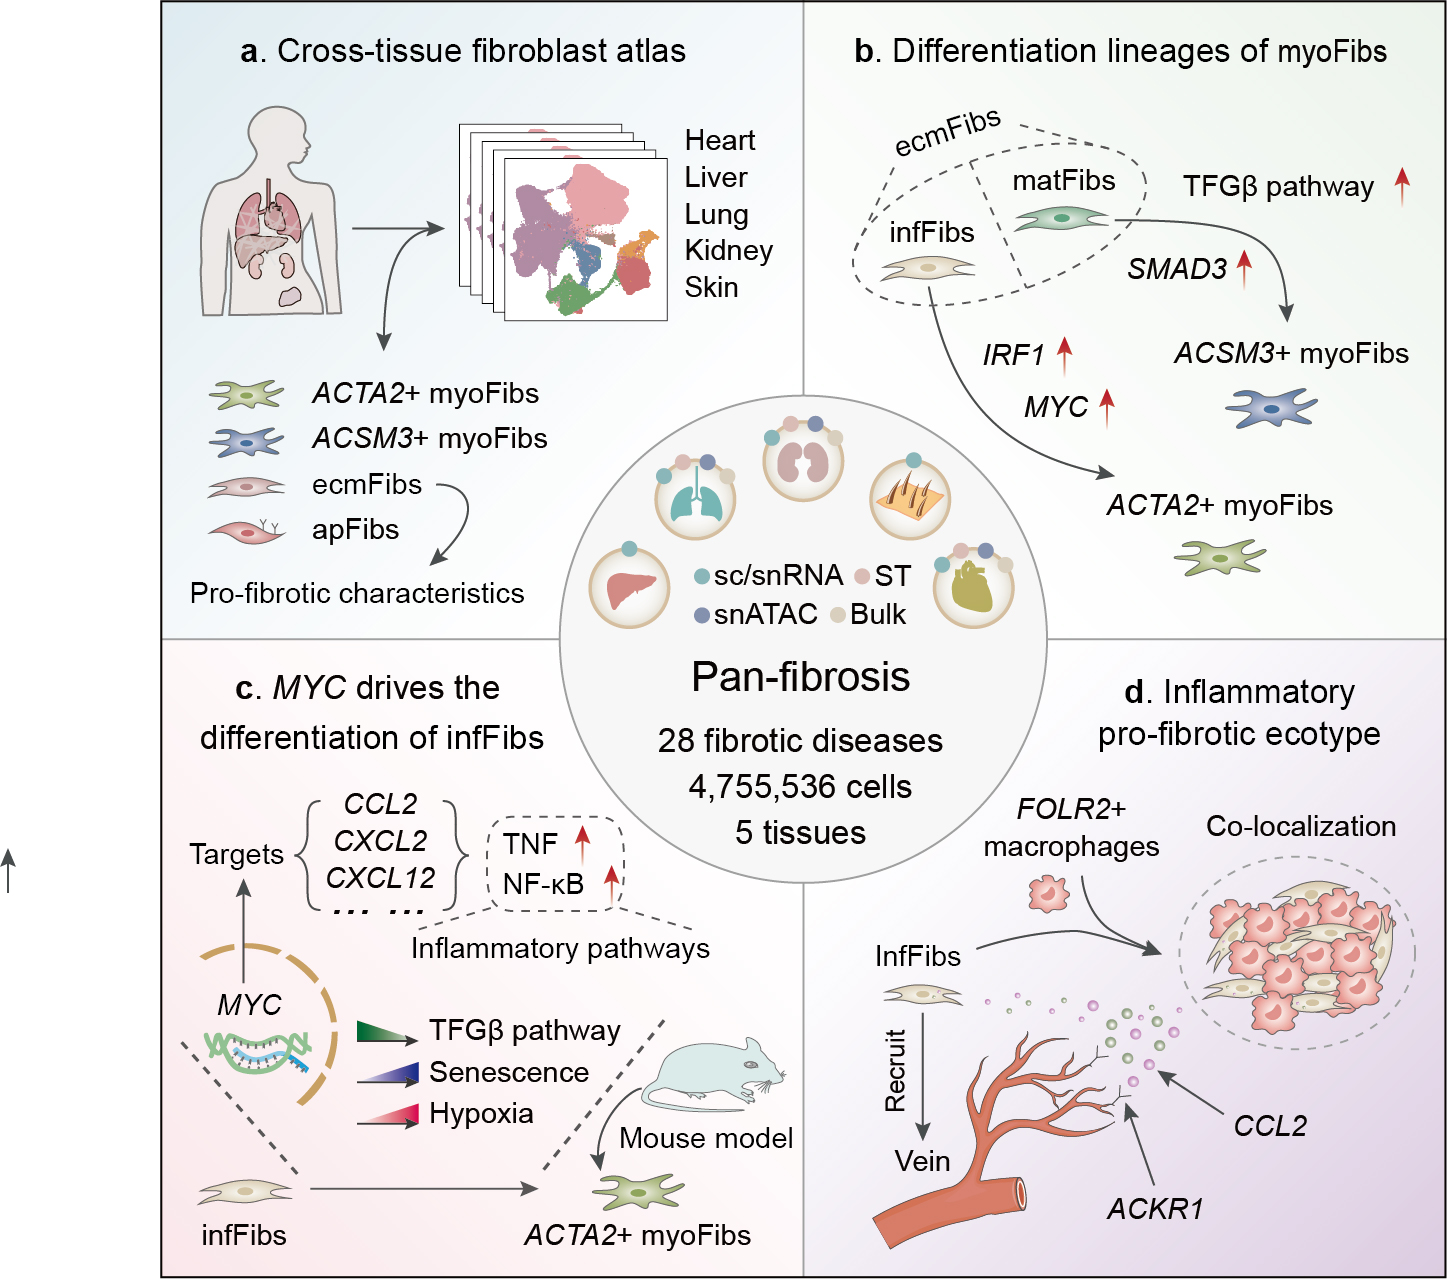 a. Cross-tissue fibroblast atlas
Heart
Liver
Lung
Kidney
Skin
ACTA2+ myoFibs
ACSM3+ myoFibs
ecmFibs
apFibs
Pro-fibrotic characteristics
b. Differentiation lineages of myoFibs
ecmFibs
matFibs
infFibs
TFGβ pathway
SMAD3
IRF1
MYC
ACSM3+ myoFibs
ACTA2+ myoFibs
sc/snRNA ST
snATAC Bulk
Pan-fibrosis
28 fibrotic diseases
4,755,536 cells
5 tissues
c. MYC drives the
differentiation of infFibs
Targets
CCL2
CXCL2
CXCL12
... ...
TNF
NF-κB
Inflammatory pathways
MYC
TFGβ pathway
Senescence
Hypoxia
Mouse model
infFibs
ACTA2+ myoFibs
d. Inflammatory
pro-fibrotic ecotype
FOLR2+
macrophages
Co-localization
InfFibs
Recruit
Vein
CCL2
ACKR1